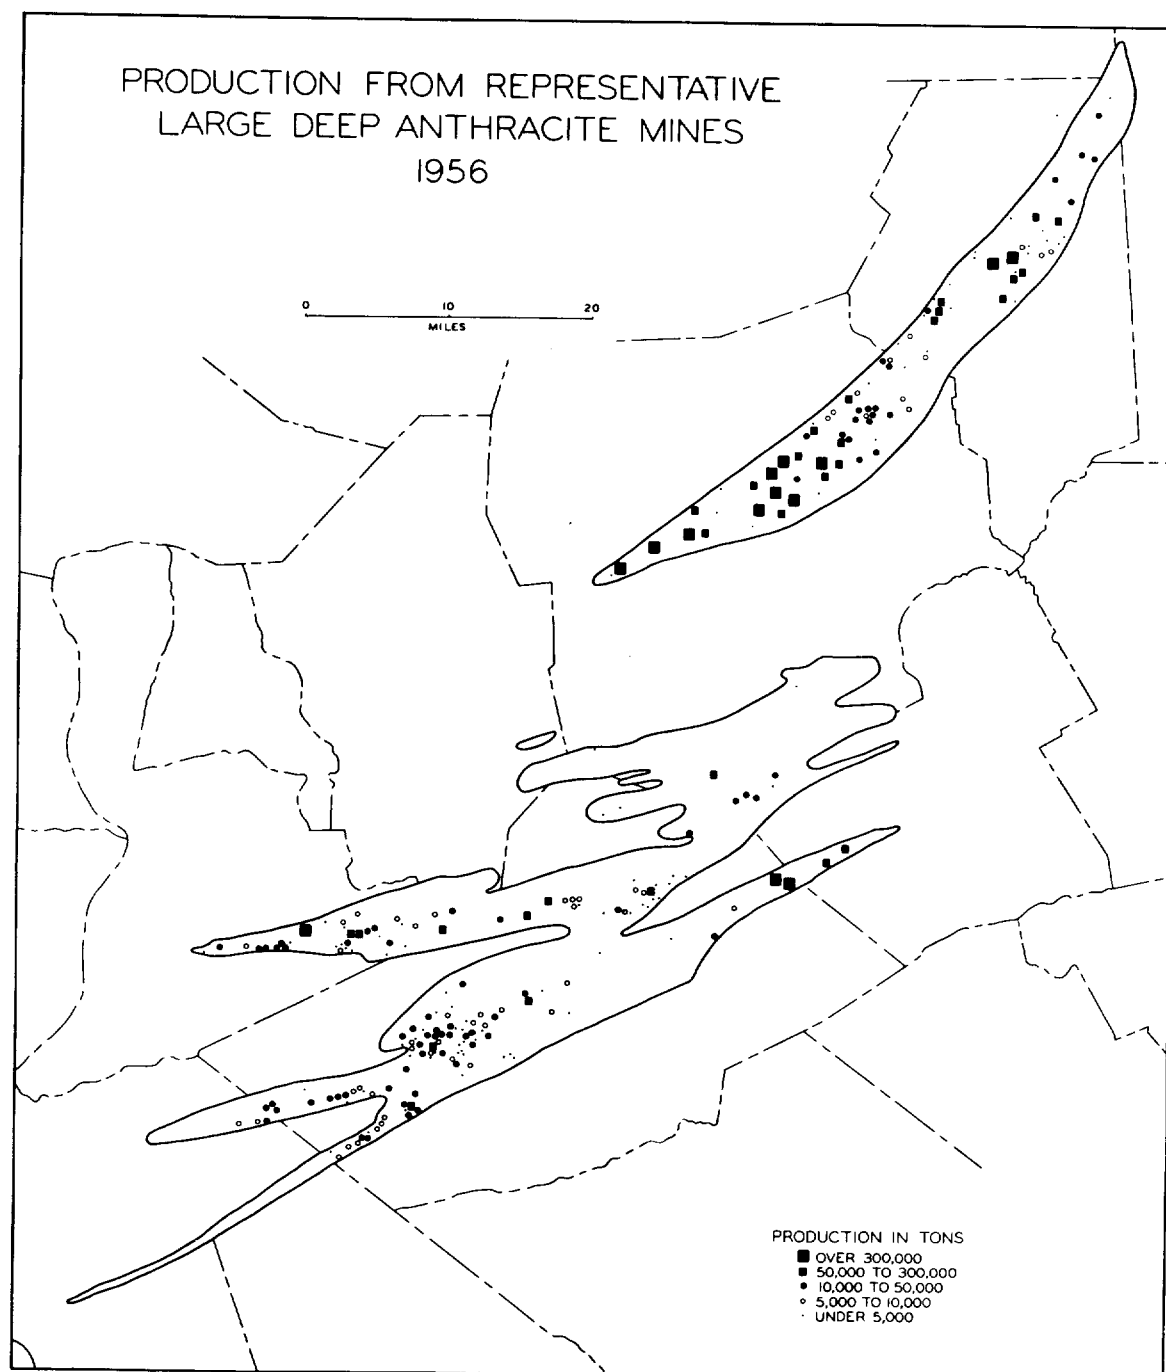 PRODUCTION FROM REPRESENTATIVE
LARGE DEEP ANTHRACITE MINES
1956
0 10 20
MILES
PRODUCTION IN TONS
OVER 300,000
50,000 TO 300,000
10,000 TO 50,000
5,000 TO 10,000
UNDER 5,000